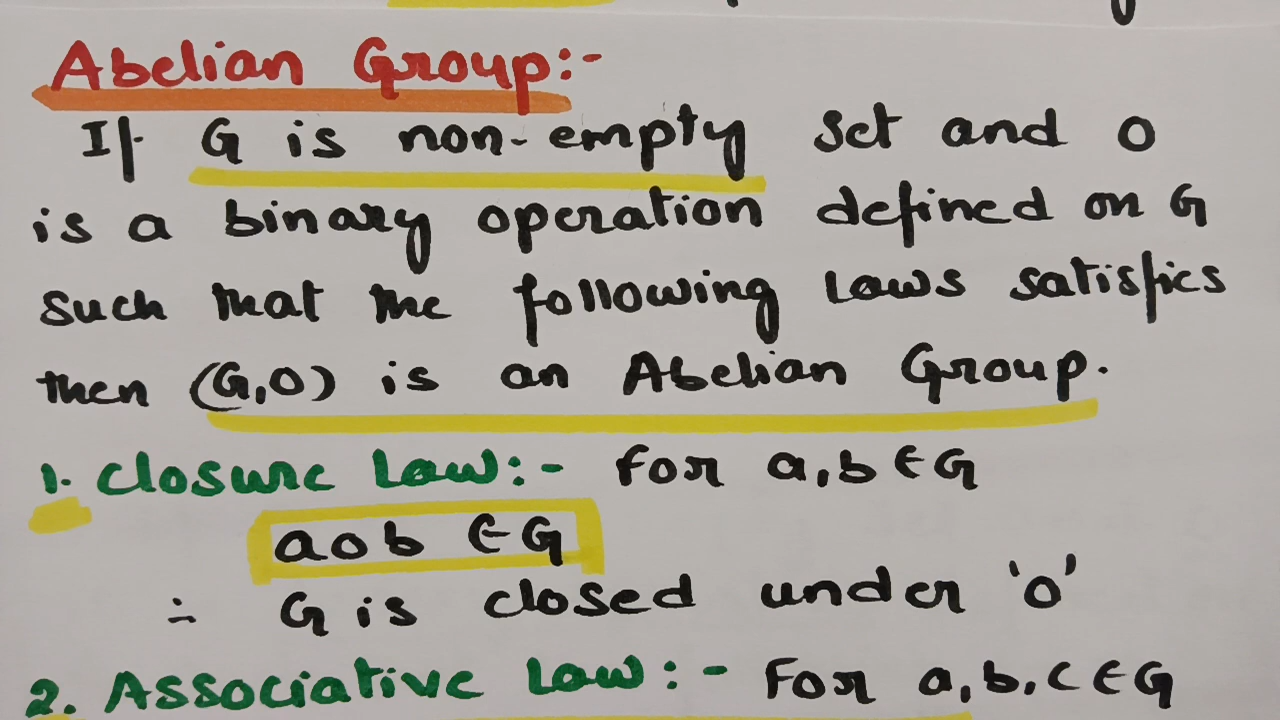 Abelian Group:-
If G is non-empty set and o
is a binary operation defined on G
such that the following Laws satisfies
then (G,O) is an Abelian Group.
1. Closure Law:- For a,b ∈ G
aob ∈ G
∴ G is closed under 'o'
2. Associative Law:- For a,b,c ∈ G